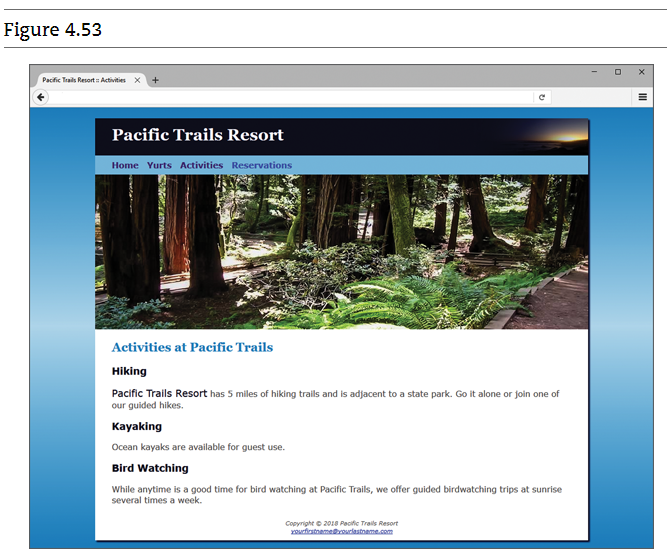 Figure 4.53
Pacific Trails Resort :: Activities
Pacific Trails Resort
Home Yurts Activities Reservations
Activities at Pacific Trails
Hiking
Pacific Trails Resort has 5 miles of hiking trails and is adjacent to a state park. Go it alone or join one of
our guided hikes.
Kayaking
Ocean kayaks are available for guest use.
Bird Watching
While anytime is a good time for bird watching at Pacific Trails, we offer guided birdwatching trips at sunrise
several times a week.
Copyright © 2018 Pacific Trails Resort
yourfirstname@yourlastname.com